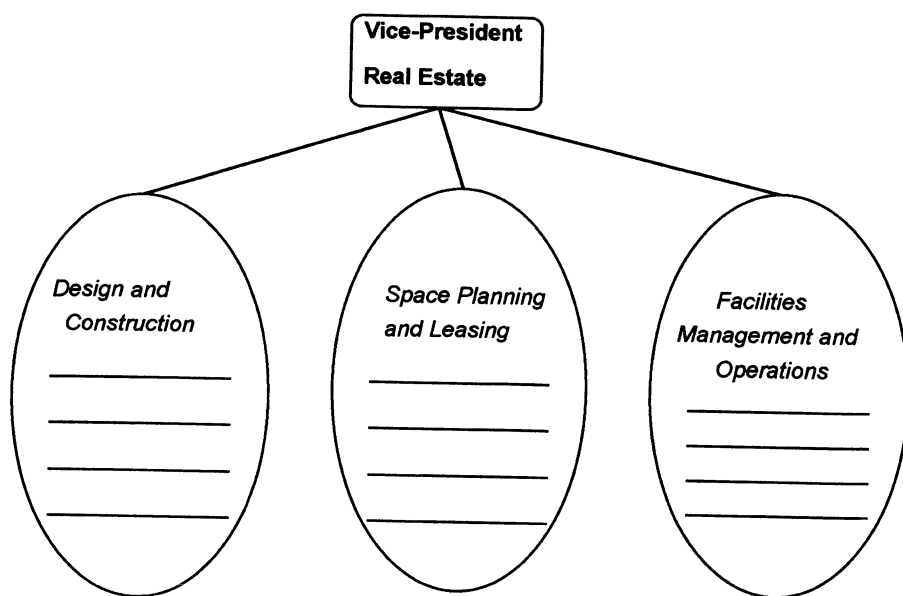 Vice-President
Real Estate
Design and
Construction
Space Planning
and Leasing
Facilities
Management and
Operations